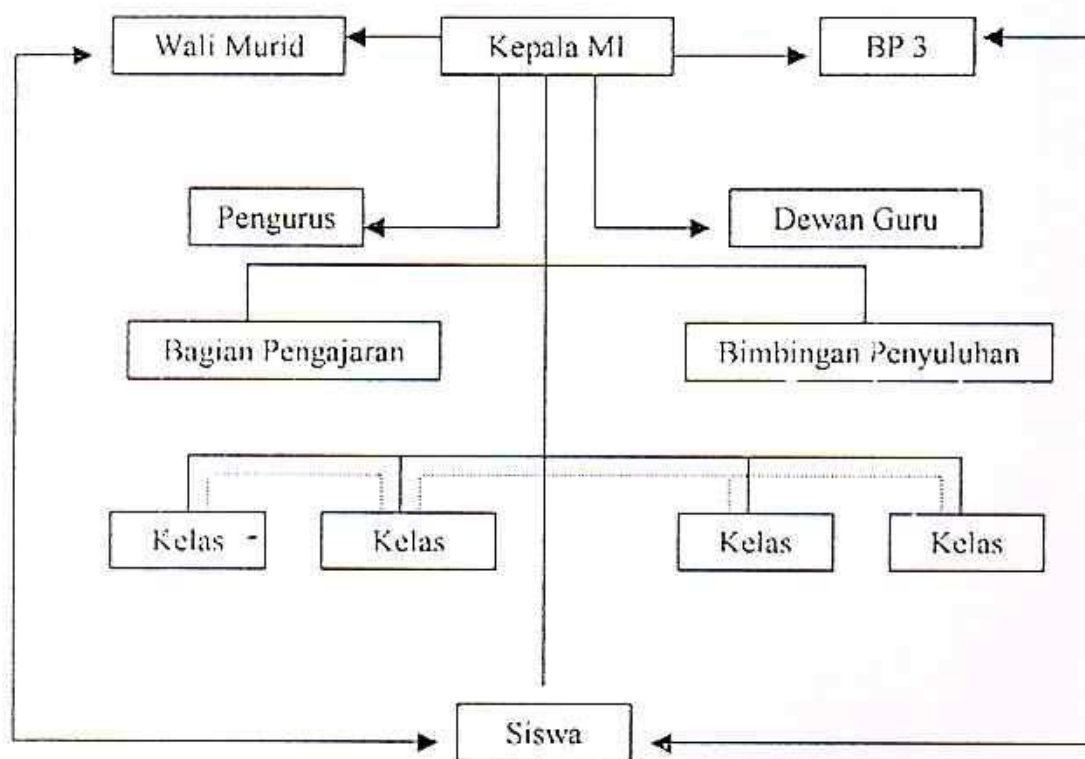 Wali Murid
Kepala MI
BP 3
Pengurus
Dewan Guru
Bagian Pengajaran
Bimbingan Penyuluhan
Kelas -
Kelas
Kelas
Kelas
Siswa